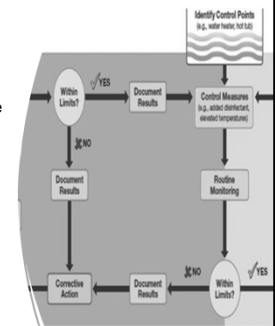 Identify Control Points
(e.g., water heater, hot tub)
Within
Limits?
YES
Document
Results
Control Measures
(e.g., added disinfectant,
elevated temperatures)
NO
Document
Results
Routine
Monitoring
Corrective
Action
Document
Results
NO
Within
Limits?
YES
e